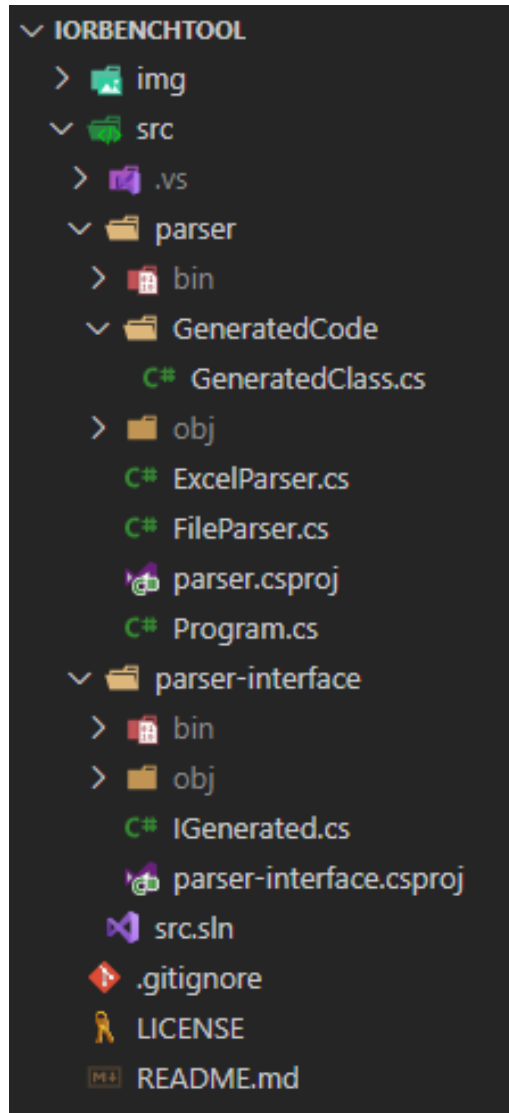 IORBENCHTOOL
img
src
.vs
parser
bin
GeneratedCode
C# GeneratedClass.cs
obj
C# ExcelParser.cs
C# FileParser.cs
parser.csproj
C# Program.cs
parser-interface
bin
obj
C# IGenerated.cs
parser-interface.csproj
src.sln
.gitignore
LICENSE
README.md